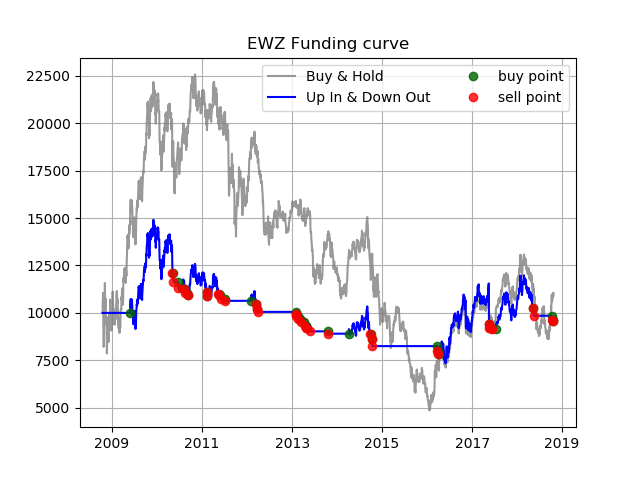 EWZ Funding curve
Buy & Hold
Up In & Down Out
buy point
sell point
22500
20000
17500
15000
12500
10000
7500
5000
2009 2011 2013 2015 2017 2019